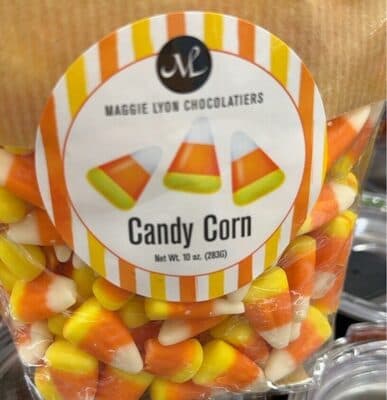 ML
MAGGIE LYON CHOCOLATIERS
Candy Corn
Net Wt. 10 oz. (283G)